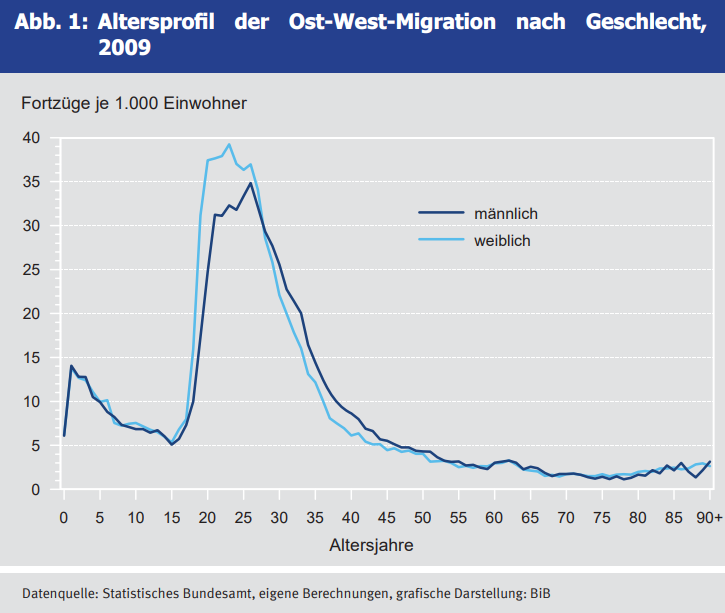 Abb. 1: Altersprofil der Ost-West-Migration nach Geschlecht,
2009
Fortzüge je 1.000 Einwohner
40
35
30
25
20
15
10
5
0
männlich
weiblich
0 5 10 15 20 25 30 35 40 45 50 55 60 65 70 75 80 85 90+
Altersjahre
Datenquelle: Statistisches Bundesamt, eigene Berechnungen, grafische Darstellung: BiB